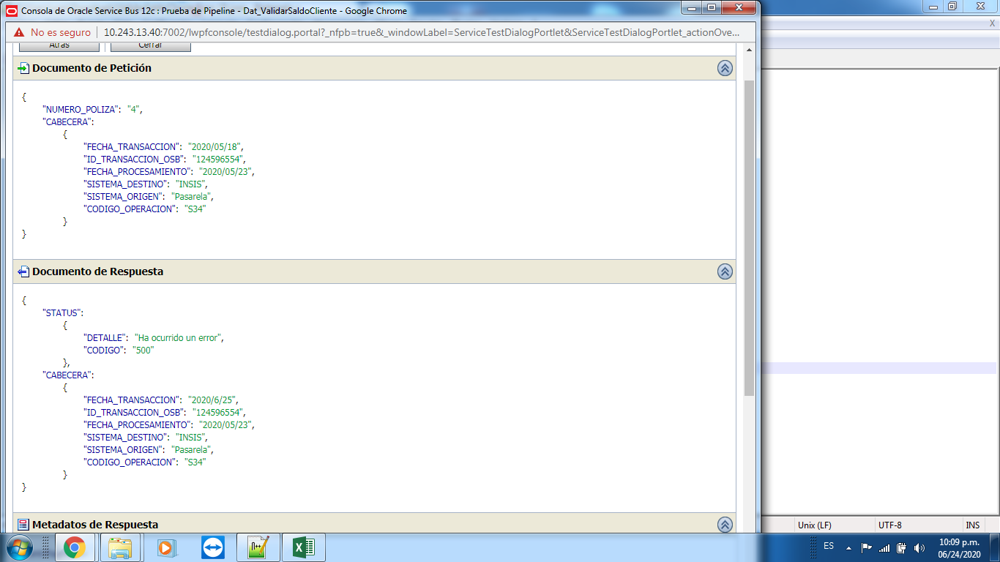 Consola de Oracle Service Bus 12c : Prueba de Pipeline - Dat_ValidarSaldoCliente - Google Chrome
No es seguro | 10.243.13.40:7002/lwpfconsole/testdialog.portal?_nfpb=true&_windowLabel=ServiceTestDialogPortlet&ServiceTestDialogPortlet_actionOve...
Atrás Cerrar
Documento de Petición
{
"NUMERO_POLIZA": "4",
"CABECERA":
{
"FECHA_TRANSACCION": "2020/05/18",
"ID_TRANSACCION_OSB": "124596554",
"FECHA_PROCESAMIENTO": "2020/05/23",
"SISTEMA_DESTINO": "INSIS",
"SISTEMA_ORIGEN": "Pasarela",
"CODIGO_OPERACION": "S34"
}
}
Documento de Respuesta
{
"STATUS":
{
"DETALLE": "Ha ocurrido un error",
"CODIGO": "500"
},
"CABECERA":
{
"FECHA_TRANSACCION": "2020/6/25",
"ID_TRANSACCION_OSB": "124596554",
"FECHA_PROCESAMIENTO": "2020/05/23",
"SISTEMA_DESTINO": "INSIS",
"SISTEMA_ORIGEN": "Pasarela",
"CODIGO_OPERACION": "S34"
}
}
Metadatos de Respuesta
Unix (LF) UTF-8 INS
ES 10:09 p.m.
06/24/2020